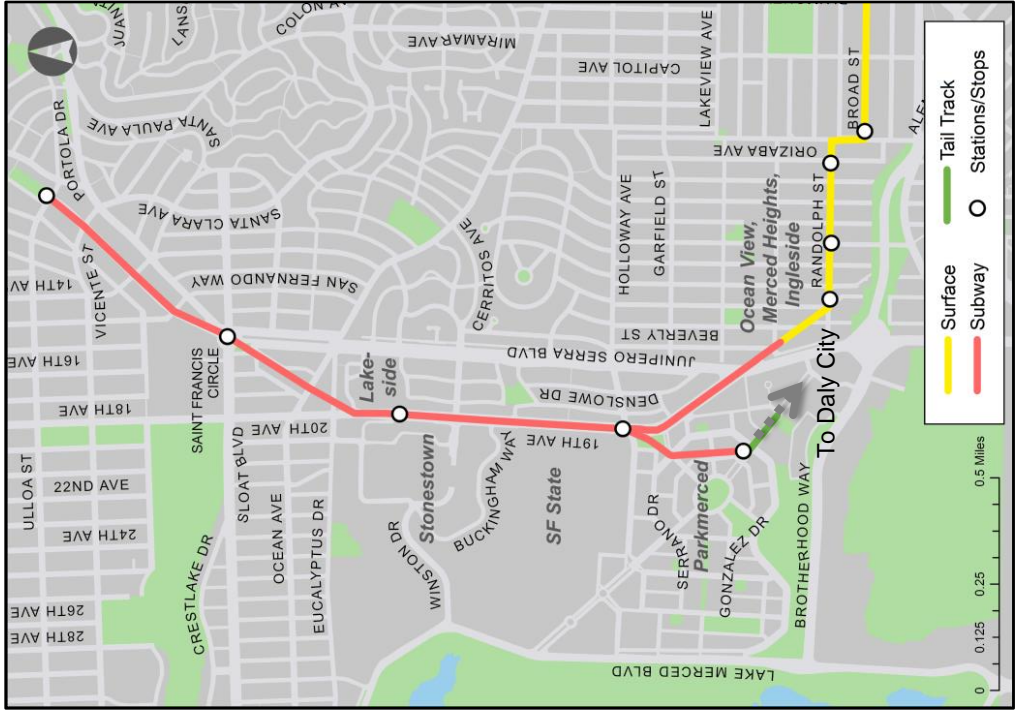 JUANIT
LANS
COLON AV
PORTOLA DR
SANTA PAULA AVE
MIRAMAR AVE
CAPITOL AVE
LAKEVIEW AVE
BROAD ST
ORIZABA AVE
ALE
14TH AV
VICENTE ST
SANTA CLARA AVE
SAN FERNANDO WAY
CERRITOS AVE
HOLLOWAY AVE
GARFIELD ST
Ocean View,
Merced Heights,
Ingleside
RANDOLPH ST
16TH AVE
SAINT FRANCIS
CIRCLE
Lake-
side
JUNIPERO SERRA BLVD
BEVERLY ST
18TH AVE
20TH AVE
19TH AVE
DENSLOWE DR
To Daly City
ULLOA ST
22ND AVE
24TH AVE
26TH AVE
28TH AVE
CRESTLAKE DR
SLOAT BLVD
OCEAN AVE
EUCALYPTUS DR
WINSTON DR
Stonestown
BUCKINGHAM WAY
SF State
SERRANO DR
Parkmerced
GONZALEZ DR
BROTHERHOOD WAY
LAKE MERCED BLVD
Surface
Subway
Tail Track
Stations/Stops
0 0.125 0.25 0.5 Miles